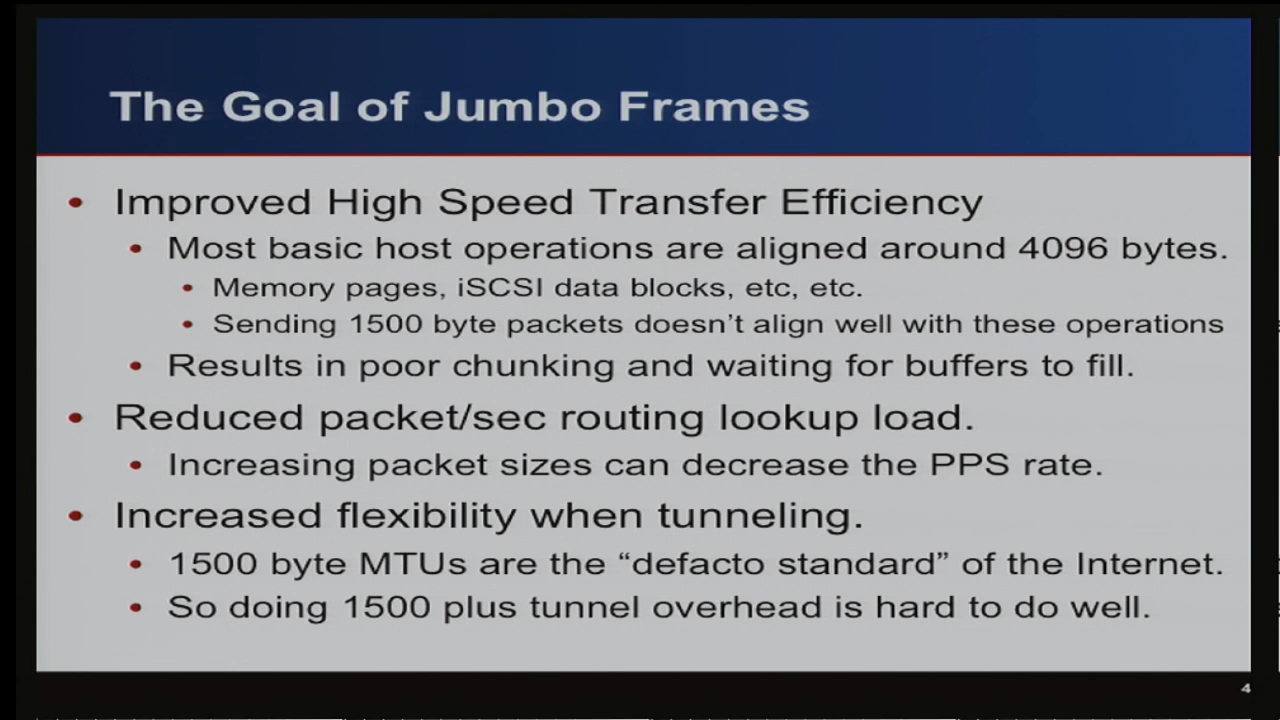 The Goal of Jumbo Frames
• Improved High Speed Transfer Efficiency
• Most basic host operations are aligned around 4096 bytes.
• Memory pages, iSCSI data blocks, etc, etc.
• Sending 1500 byte packets doesn’t align well with these operations
• Results in poor chunking and waiting for buffers to fill.
• Reduced packet/sec routing lookup load.
• Increasing packet sizes can decrease the PPS rate.
• Increased flexibility when tunneling.
• 1500 byte MTUs are the “defacto standard” of the Internet.
• So doing 1500 plus tunnel overhead is hard to do well.
4